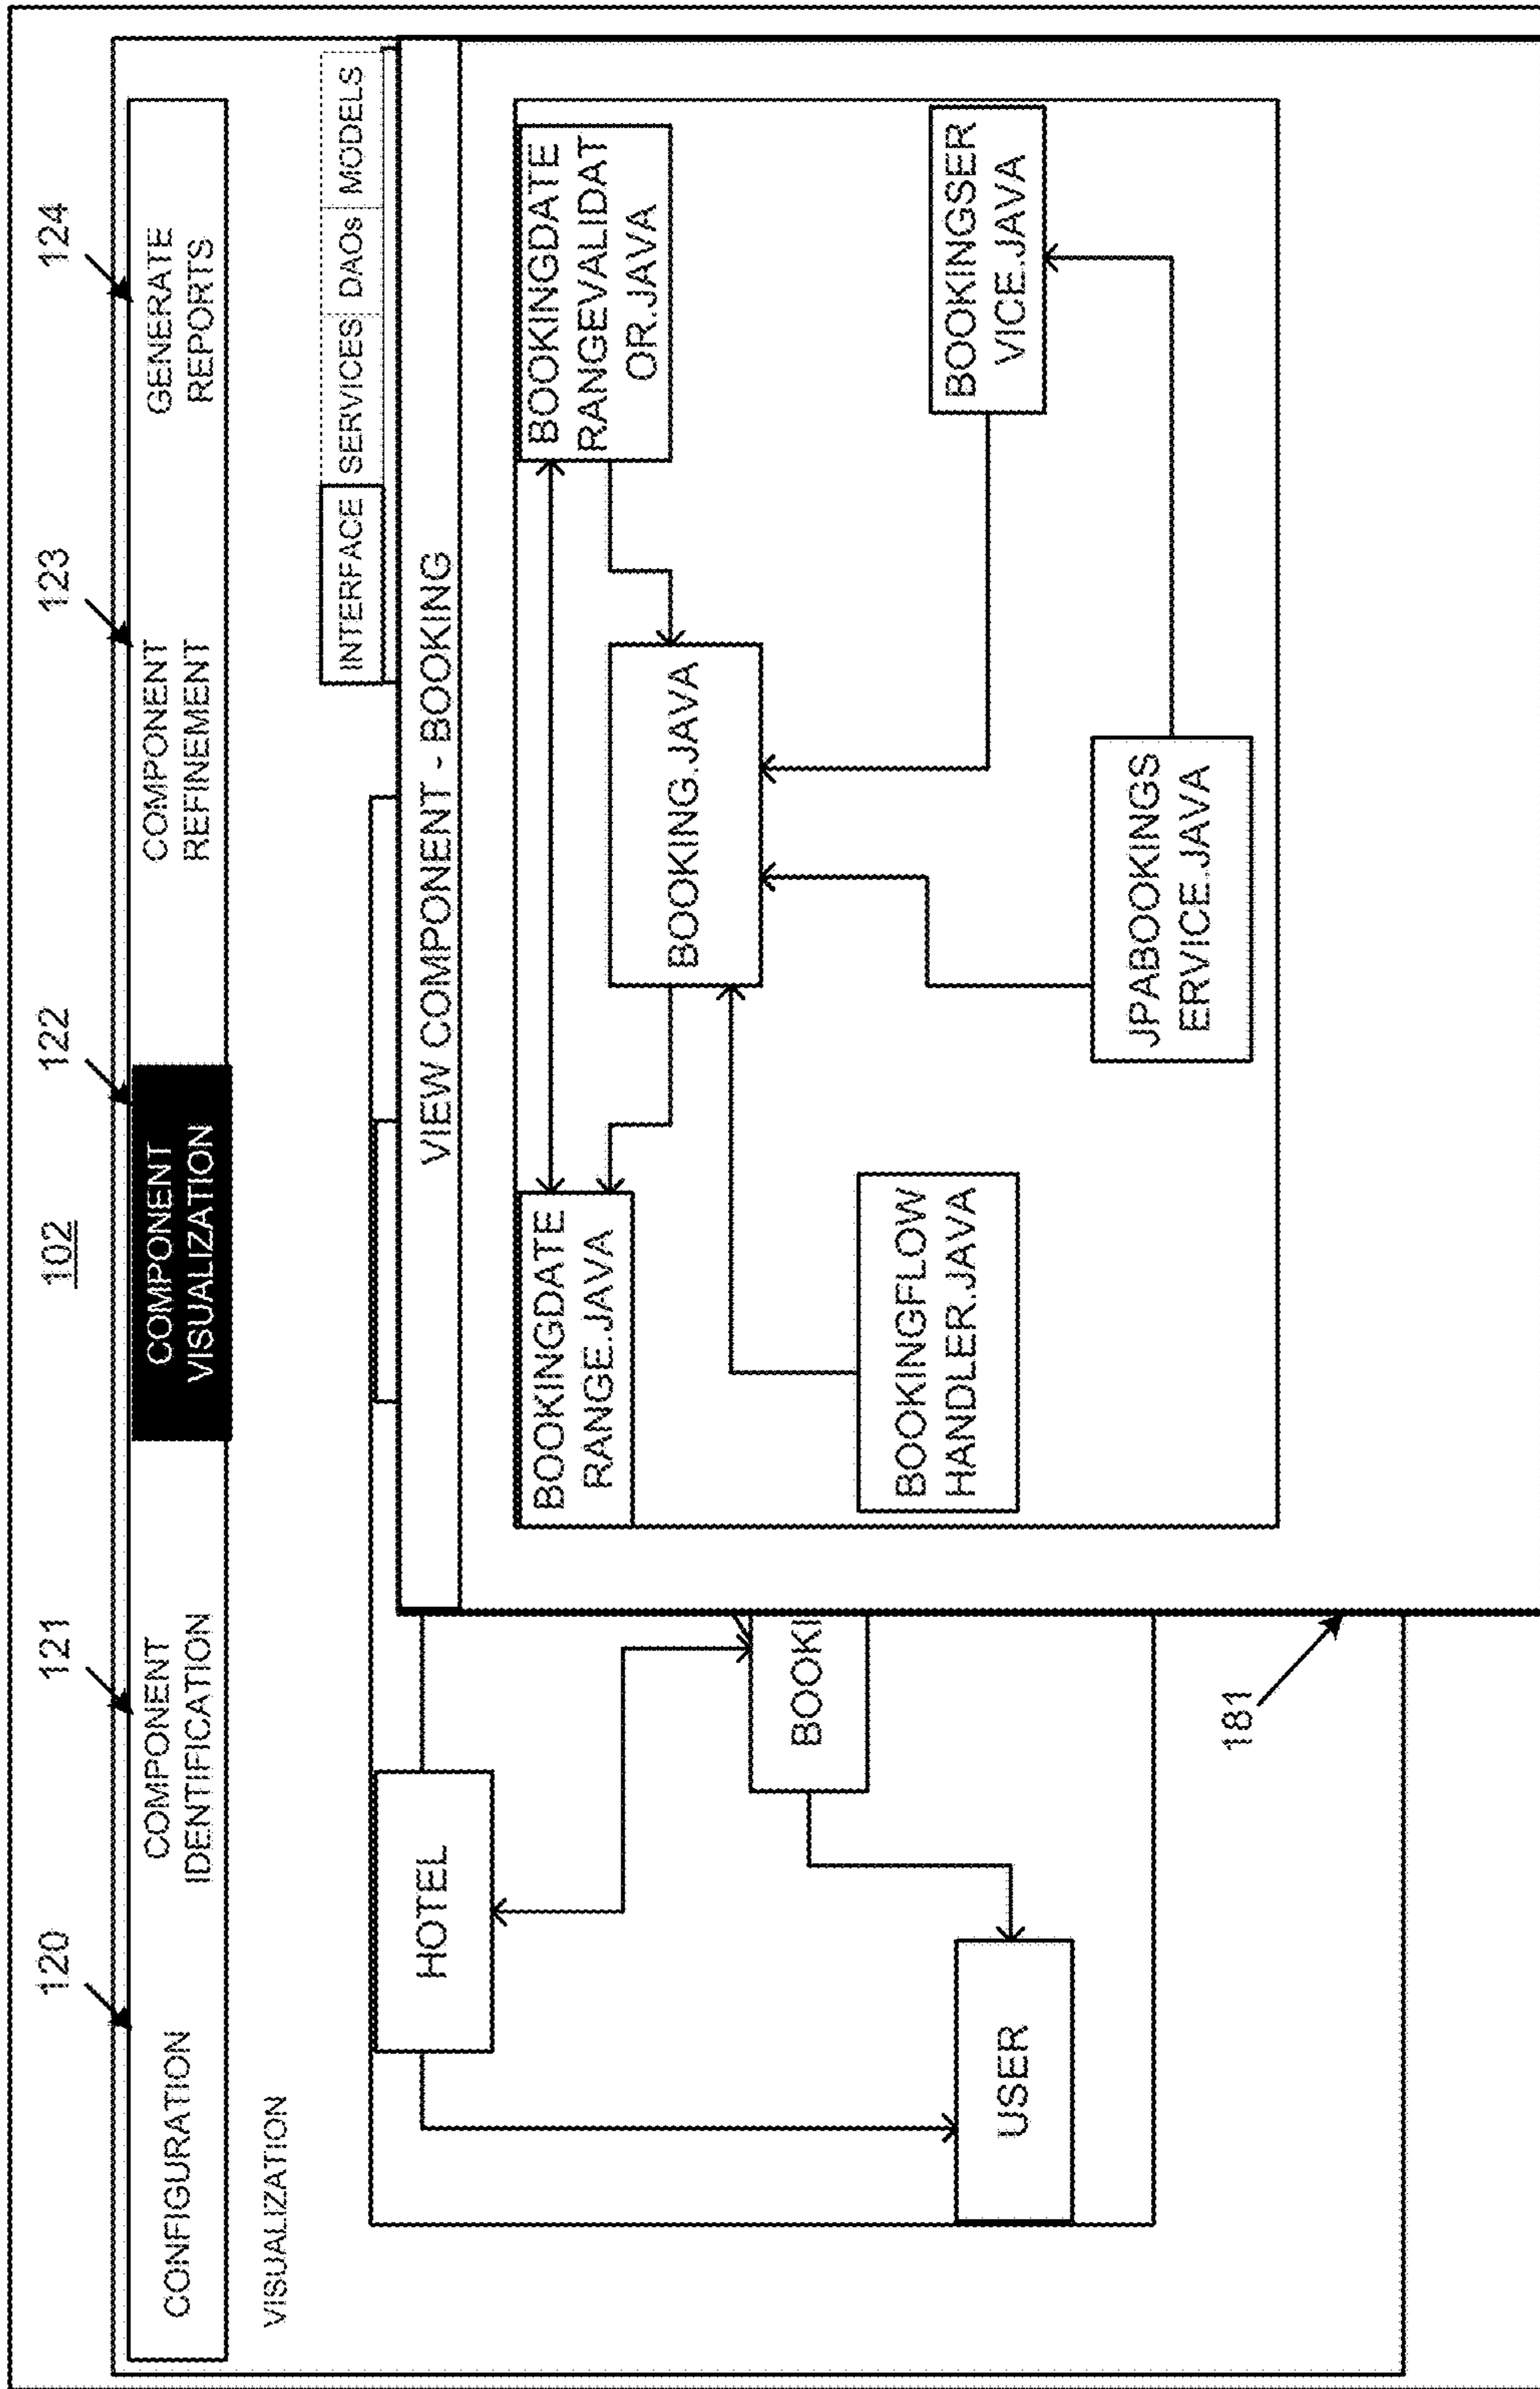 102
120
121
122
123
124
CONFIGURATION
COMPONENT
IDENTIFICATION
COMPONENT
VISUALIZATION
COMPONENT
REFINEMENT
GENERATE
REPORTS
VISUALIZATION
INTERFACE
SERVICES
DAOs
MODELS
HOTEL
BOOKI
USER
VIEW COMPONENT - BOOKING
BOOKINGDATE
RANGE.JAVA
BOOKINGDATE
RANGEVALIDAT
OR.JAVA
BOOKING.JAVA
BOOKINGFLOW
HANDLER.JAVA
BOOKINGSER
VICE.JAVA
JPABOOKINGS
ERVICE.JAVA
181